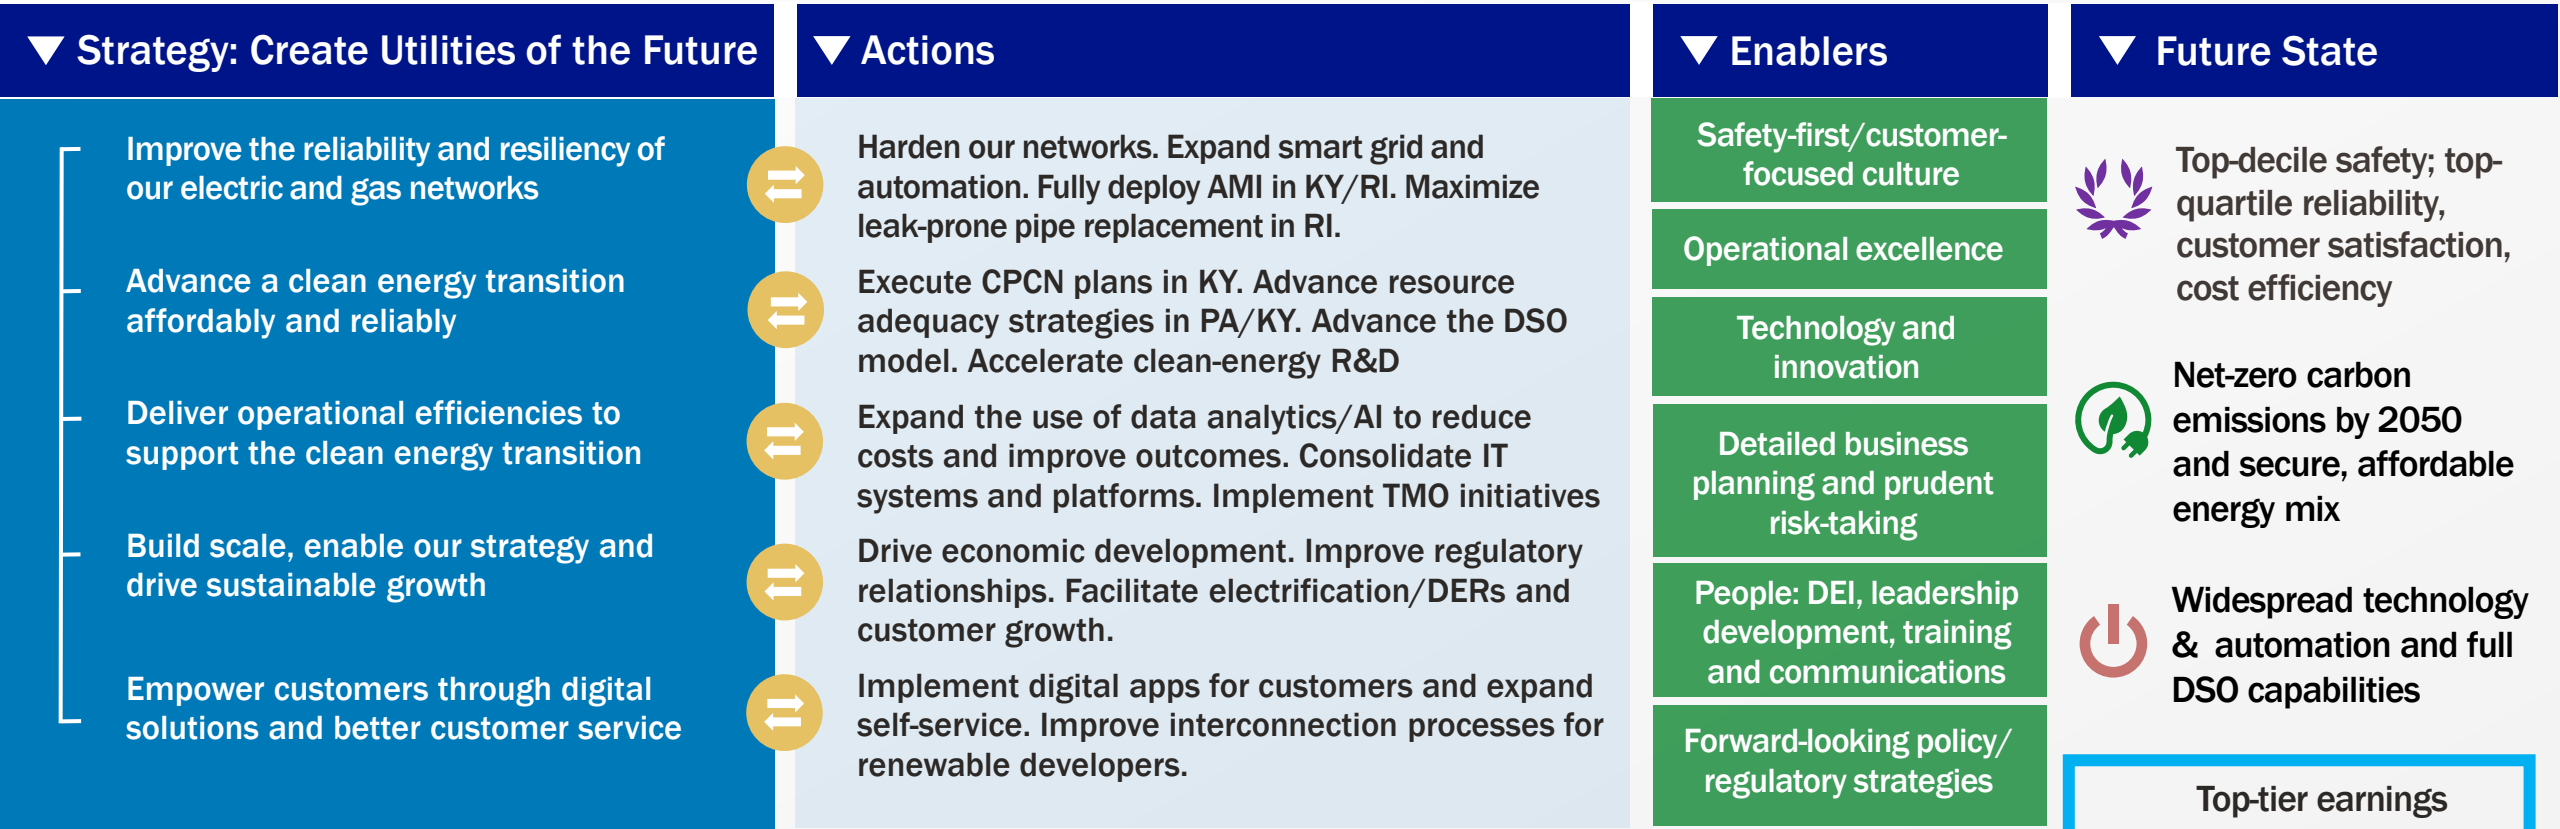 Strategy: Create Utilities of the Future
Improve the reliability and resiliency of
our electric and gas networks
Advance a clean energy transition
affordably and reliably
Deliver operational efficiencies to
support the clean energy transition
Build scale, enable our strategy and
drive sustainable growth
Empower customers through digital
solutions and better customer service
Actions
Harden our networks. Expand smart grid and
automation. Fully deploy AMI in KY/RI. Maximize
leak-prone pipe replacement in RI.
Execute CPCN plans in KY. Advance resource
adequacy strategies in PA/KY. Advance the DSO
model. Accelerate clean-energy R&D
Expand the use of data analytics/AI to reduce
costs and improve outcomes. Consolidate IT
systems and platforms. Implement TMO initiatives
Drive economic development. Improve regulatory
relationships. Facilitate electrification/DERs and
customer growth.
Implement digital apps for customers and expand
self-service. Improve interconnection processes for
renewable developers.
Enablers
Safety-first/customer-
focused culture
Operational excellence
Technology and
innovation
Detailed business
planning and prudent
risk-taking
People: DEI, leadership
development, training
and communications
Forward-looking policy/
regulatory strategies
Future State
Top-decile safety; top-
quartile reliability,
customer satisfaction,
cost efficiency
Net-zero carbon
emissions by 2050
and secure, affordable
energy mix
Widespread technology
& automation and full
DSO capabilities
Top-tier earnings